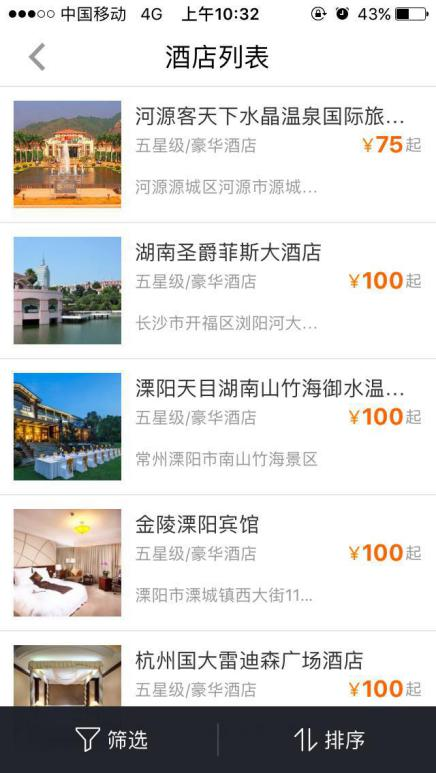 中国移动 4G 上午10:32 43%
酒店列表
河源客天下水晶温泉国际旅...
五星级/豪华酒店 ¥75起
河源源城区河源市源城...
湖南圣爵菲斯大酒店
五星级/豪华酒店 ¥100起
长沙市开福区浏阳河大...
溧阳天目湖南山竹海御水温...
五星级/豪华酒店 ¥100起
常州溧阳市南山竹海景区
金陵溧阳宾馆
五星级/豪华酒店 ¥100起
溧阳市溧城镇西大街11...
杭州国大雷迪森广场酒店
五星级/豪华酒店 ¥100起
筛选 排序